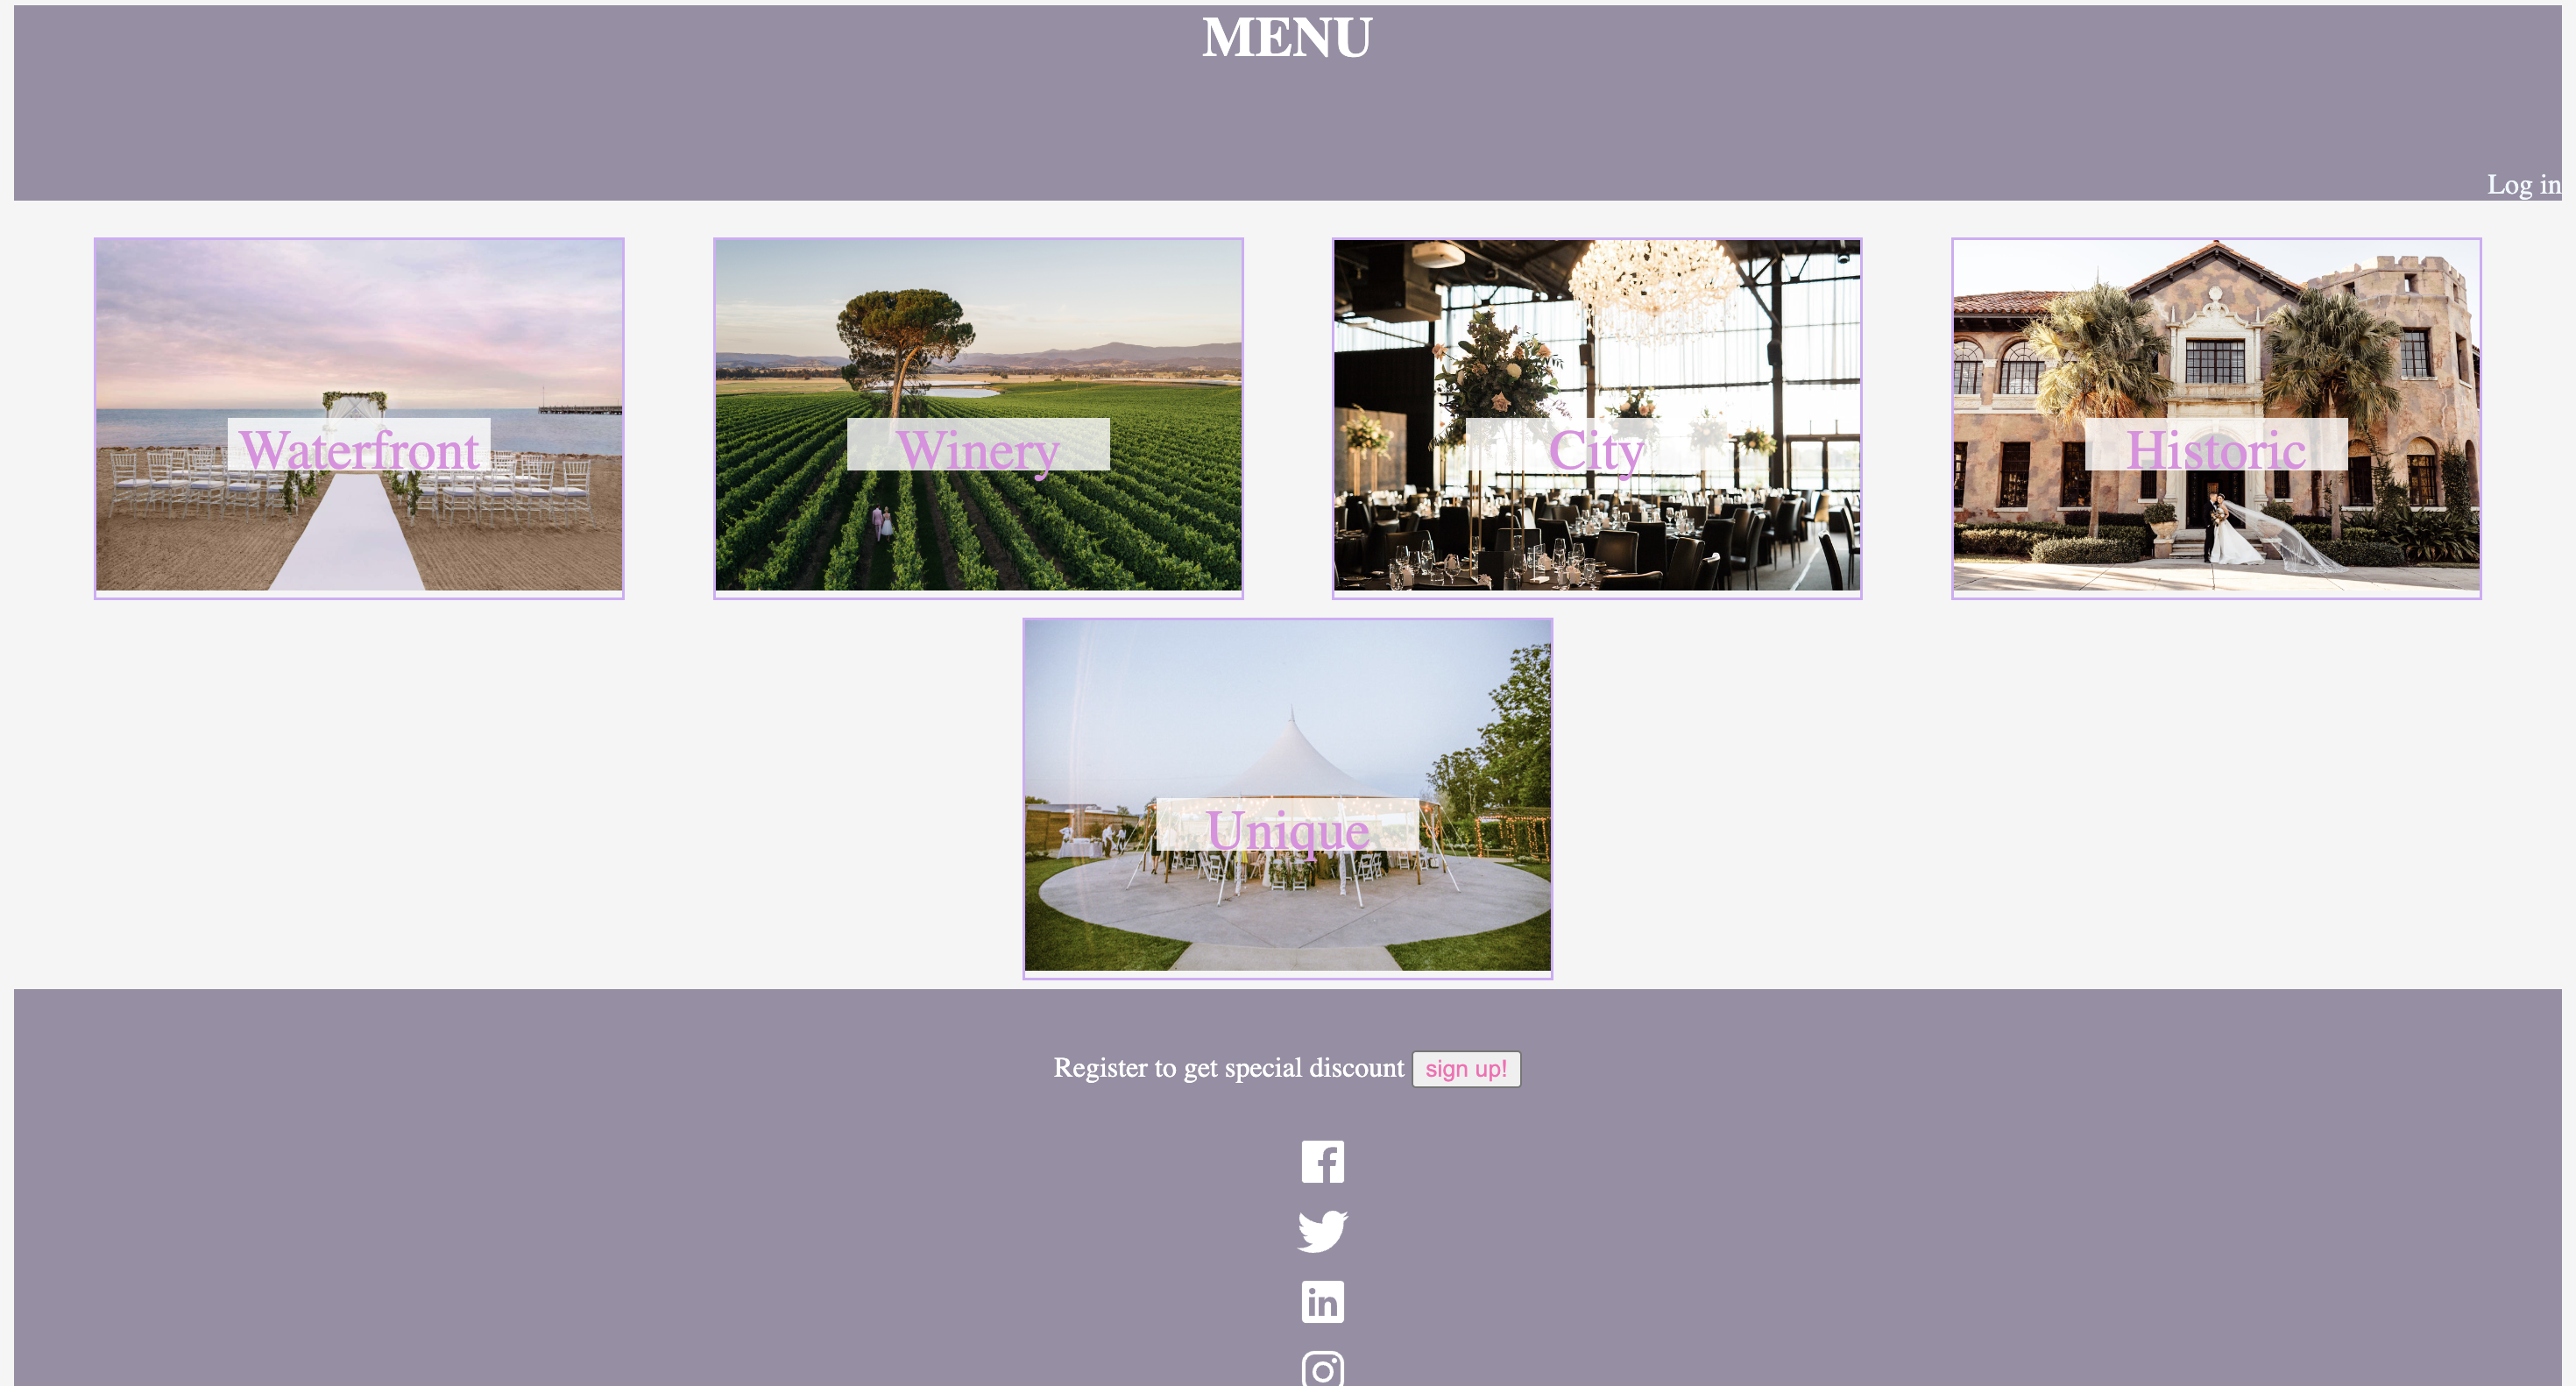 MENU
Log in
Waterfront
Winery
City
Historic
Unique
Register to get special discount sign up!